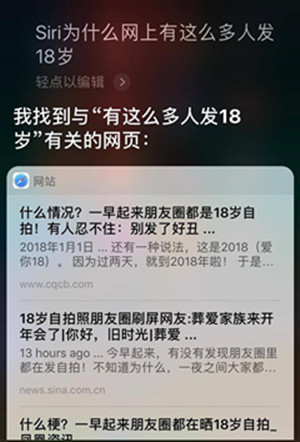 Siri为什么网上有这么多人发
18岁
轻点以编辑
我找到与“有这么多人发18
岁”有关的网页：
网站
什么情况？一早起来朋友圈都是18岁自
拍！有人忍不住：别发了好丑 ...
2018年1月1日 ... 还有一种说法，这是2018（爱
你18）。 因为过两天，就到2018年啦！ 于是...
www.cqcb.com
18岁自拍照朋友圈刷屏网友:葬爱家族来开
年会了|你好，旧时光|葬爱 ...
13 hours ago ... 今早起来，有没有发现朋友圈里
都在发自拍！不知道为什么，一夜之间大家都...
news.sina.com.cn
什么梗？一早起来朋友圈都在晒18岁自拍_
凤凰资讯